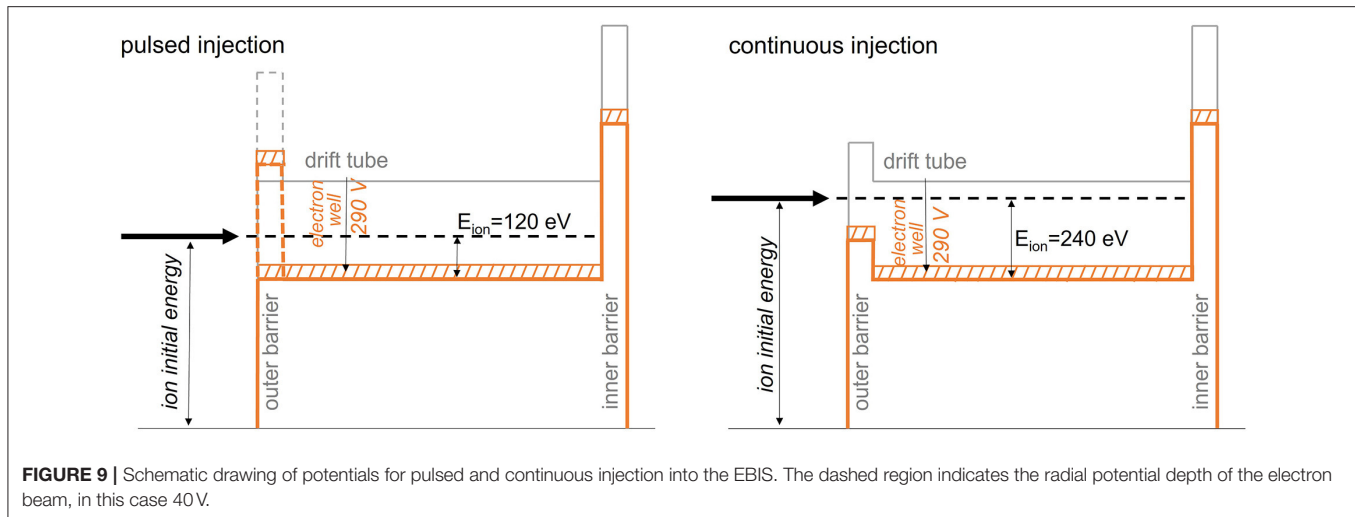 pulsed injection
drift tube
electron
well
290 V
E_ion=120 eV
ion initial energy
outer barrier
inner barrier
continuous injection
drift tube
electron
well
290 V
E_ion=240 eV
ion initial energy
outer barrier
inner barrier
FIGURE 9 | Schematic drawing of potentials for pulsed and continuous injection into the EBIS. The dashed region indicates the radial potential depth of the electron
beam, in this case 40 V.